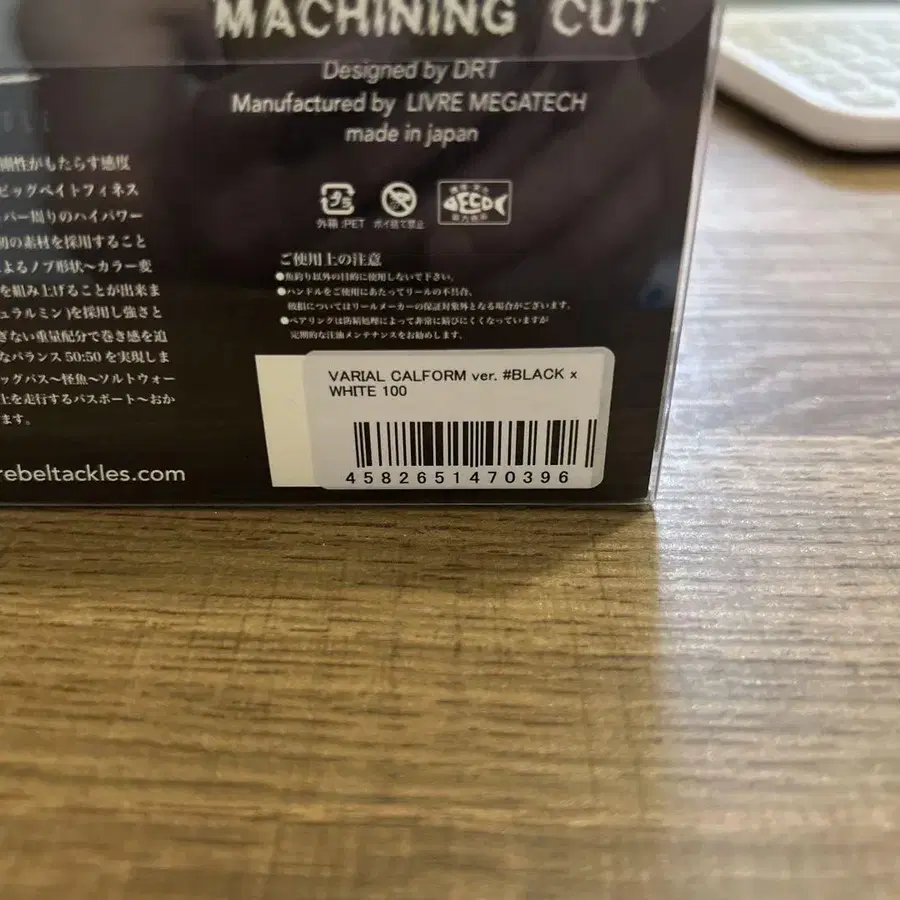 MACHINING CUT
Designed by DRT
Manufactured by LIVRE MEGATECH
made in japan
剛性がもたらす感度
ビッグベイトフィネス
バー周りのハイパワー
初の素材を採用すること
よるノブ形状〜カラー変
を組み上げることが出来ま
ュラルミン)を採用し強さと
ぎない重量配分で巻き感を追
なバランス50:50を実現しま
ッグバス〜怪魚〜ソルトウォー
上を走行するパスポート〜おか
ます。
rebeltackles.com
プラ
外箱:PET
ポイ捨て禁止
ECO
ご使用上の注意
●魚釣り以外の目的に使用しないで下さい。
●ハンドルをご使用にあたってリールの不具合、
破損についてはリールメーカーの保証対象外となる場合がございます。
●ベアリングは防錆処理によって非常に錆びにくくなっていますが
定期的な注油メンテナンスをお勧めします。
VARIAL CALFORM ver. #BLACK x
WHITE 100
4582651470396